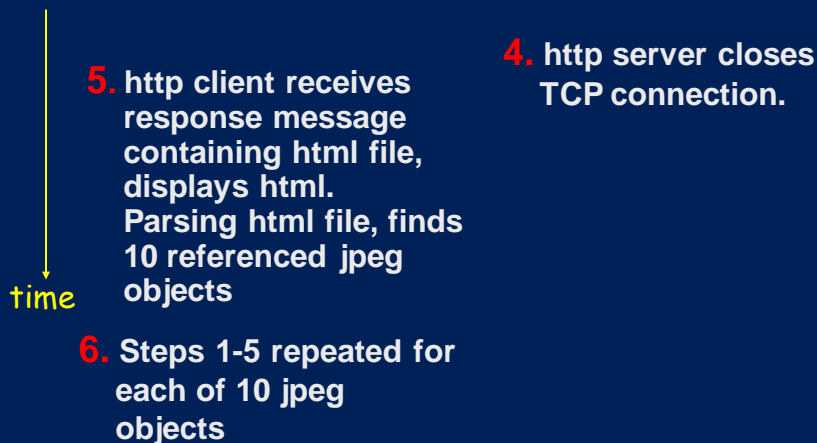 4. http server closes
TCP connection.
5. http client receives
response message
containing html file,
displays html.
Parsing html file, finds
10 referenced jpeg
objects
time
6. Steps 1-5 repeated for
each of 10 jpeg
objects